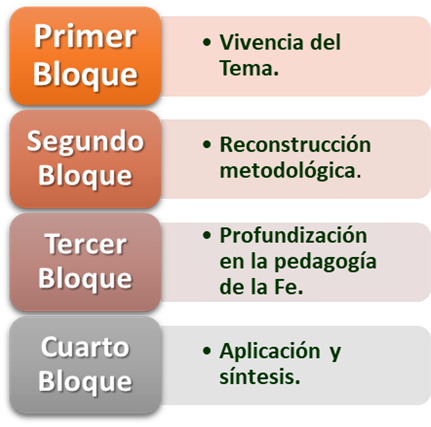 Primer
Bloque
• Vivencia del
Tema.
Segundo
Bloque
• Reconstrucción
metodológica.
Tercer
Bloque
• Profundización
en la pedagogía
de la Fe.
Cuarto
Bloque
• Aplicación y
síntesis.